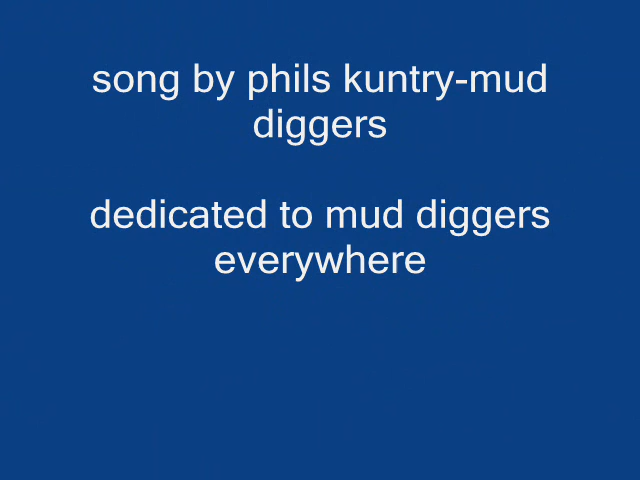 song by phils kuntry-mud
diggers
dedicated to mud diggers
everywhere